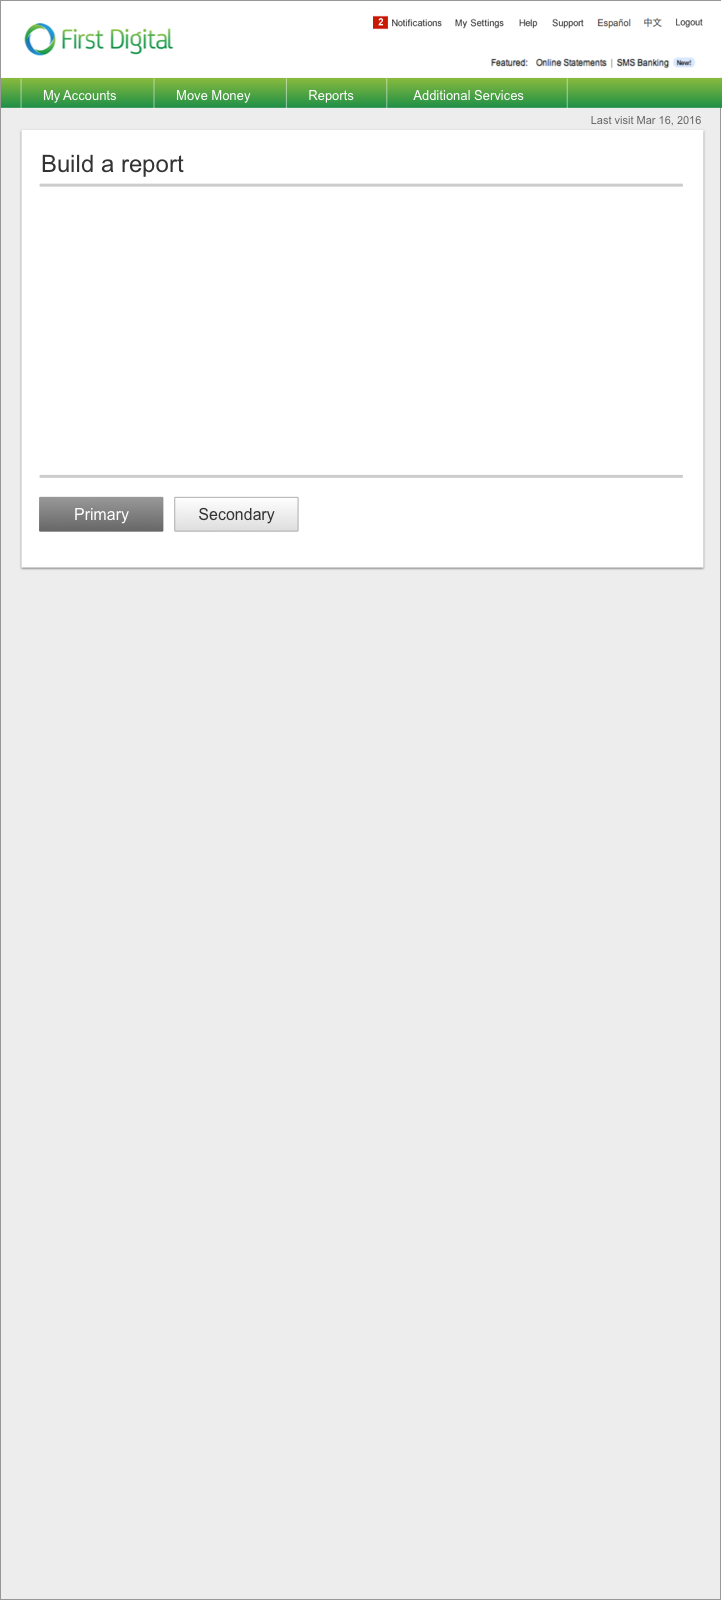 First Digital
2 Notifications My Settings Help Support Español 中文 Logout
Featured: Online Statements | SMS Banking New!
My Accounts Move Money Reports Additional Services
Last visit Mar 16, 2016
Build a report
Primary Secondary